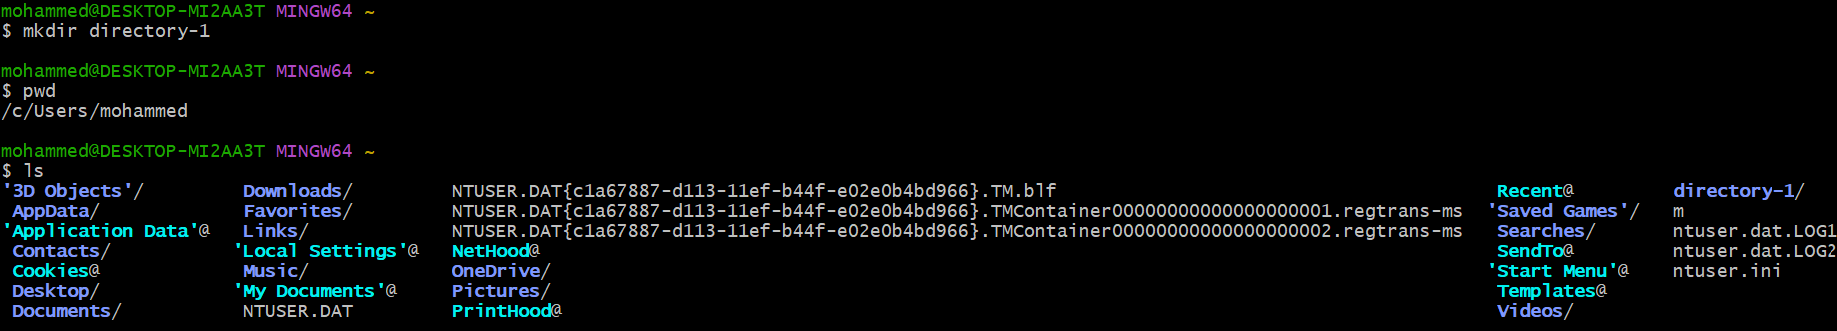 mohammed@DESKTOP-MI2AA3T MINGW64 ~
$ mkdir directory-1
mohammed@DESKTOP-MI2AA3T MINGW64 ~
$ pwd
/c/Users/mohammed
mohammed@DESKTOP-MI2AA3T MINGW64 ~
$ ls
'3D Objects'/ Downloads/ NTUSER.DAT{c1a67887-d113-11ef-b44f-e02e0b4bd966}.TM.blf Recent@ directory-1/
AppData/ Favorites/ NTUSER.DAT{c1a67887-d113-11ef-b44f-e02e0b4bd966}.TMContainer00000000000000000001.regtrans-ms 'Saved Games'/ m
'Application Data'@ Links/ NTUSER.DAT{c1a67887-d113-11ef-b44f-e02e0b4bd966}.TMContainer00000000000000000002.regtrans-ms Searches/ ntuser.dat.LOG1
Contacts/ 'Local Settings'@ NetHood@ SendTo@ ntuser.dat.LOG2
Cookies@ Music/ OneDrive/ 'Start Menu'@ ntuser.ini
Desktop/ 'My Documents'@ Pictures/ Templates@
Documents/ NTUSER.DAT PrintHood@ Videos/